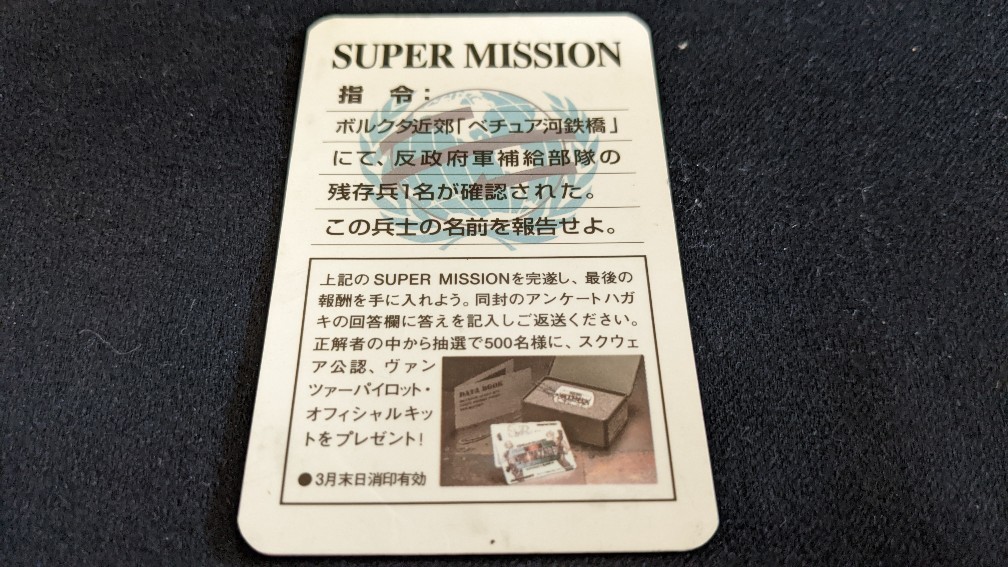 SUPER MISSION
指 令：
ボルクタ近郊「ベチュア河鉄橋」
にて、反政府軍補給部隊の
残存兵1名が確認された。
この兵士の名前を報告せよ。
上記のSUPER MISSIONを完遂し、最後の
報酬を手に入れよう。同封のアンケートハガ
キの回答欄に答えを記入しご返送ください。
正解者の中から抽選で500名様に、スクウェ
ア公認、ヴァン
ツァーパイロット・
オフィシャルキッ
トをプレゼント！
●3月末日消印有効
DATA BOOK